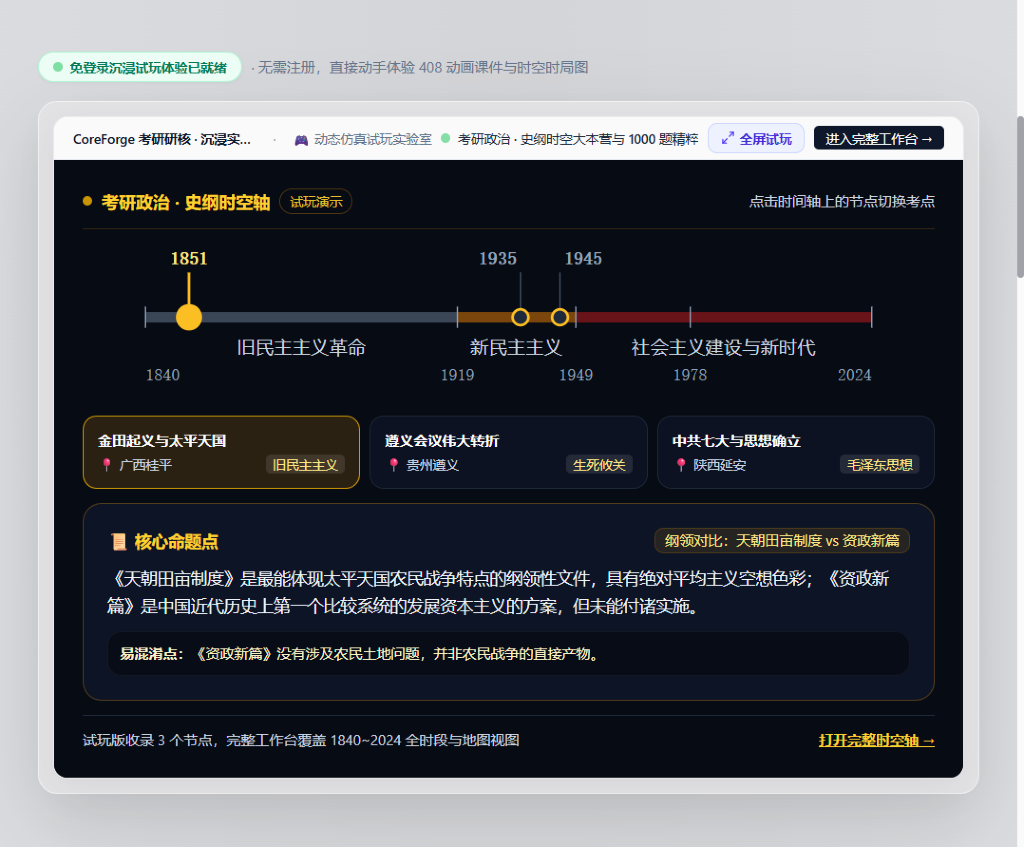 免登录沉浸试玩体验已就绪 · 无需注册，直接动手体验 408 动画课件与时空时局图
CoreForge 考研研核 · 沉浸实... · 🎮 动态仿真试玩实验室 考研政治 · 史纲时空大本营与 1000 题精粹 全屏试玩 进入完整工作台 →
考研政治 · 史纲时空轴 试玩演示 点击时间轴上的节点切换考点
1851 1935 1945
旧民主主义革命 新民主主义 社会主义建设与新时代
1840 1919 1949 1978 2024
金田起义与太平天国 遵义会议伟大转折 中共七大与思想确立
📍 广西桂平 旧民主主义 📍 贵州遵义 生死攸关 📍 陕西延安 毛泽东思想
📜 核心命题点 纲领对比：天朝田亩制度 vs 资政新篇
《天朝田亩制度》是最能体现太平天国农民战争特点的纲领性文件，具有绝对平均主义空想色彩；《资政新
篇》是中国近代历史上第一个比较系统的发展资本主义的方案，但未能付诸实施。
易混淆点：《资政新篇》没有涉及农民土地问题，并非农民战争的直接产物。
试玩版收录 3 个节点，完整工作台覆盖 1840~2024 全时段与地图视图 打开完整时空轴 →